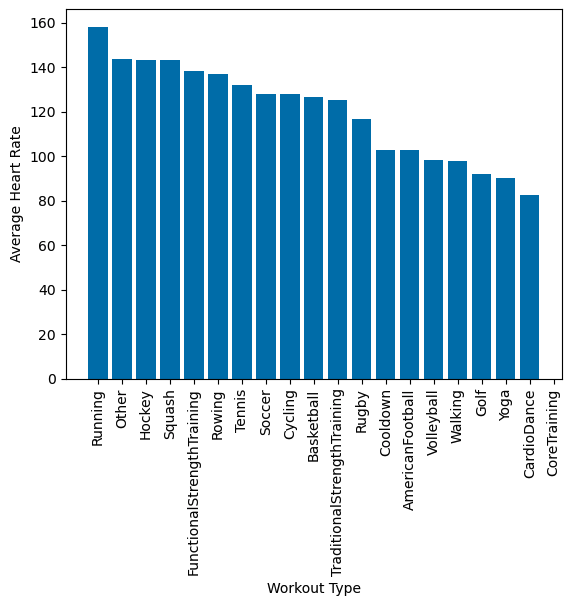 160
140
120
100
80
60
40
20
0
Average Heart Rate
Running
Other
Hockey
Squash
FunctionalStrengthTraining
Rowing
Tennis
Soccer
Cycling
Basketball
TraditionalStrengthTraining
Rugby
Cooldown
AmericanFootball
Volleyball
Walking
Golf
Yoga
CardioDance
CoreTraining
Workout Type